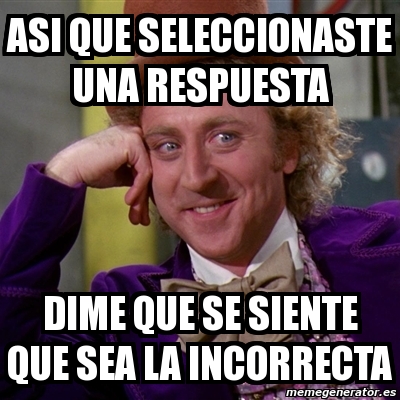 ASI QUE SELECCIONASTE
UNA RESPUESTA
DIME QUE SE SIENTE
QUE SEA LA INCORRECTA
memegenerator.es